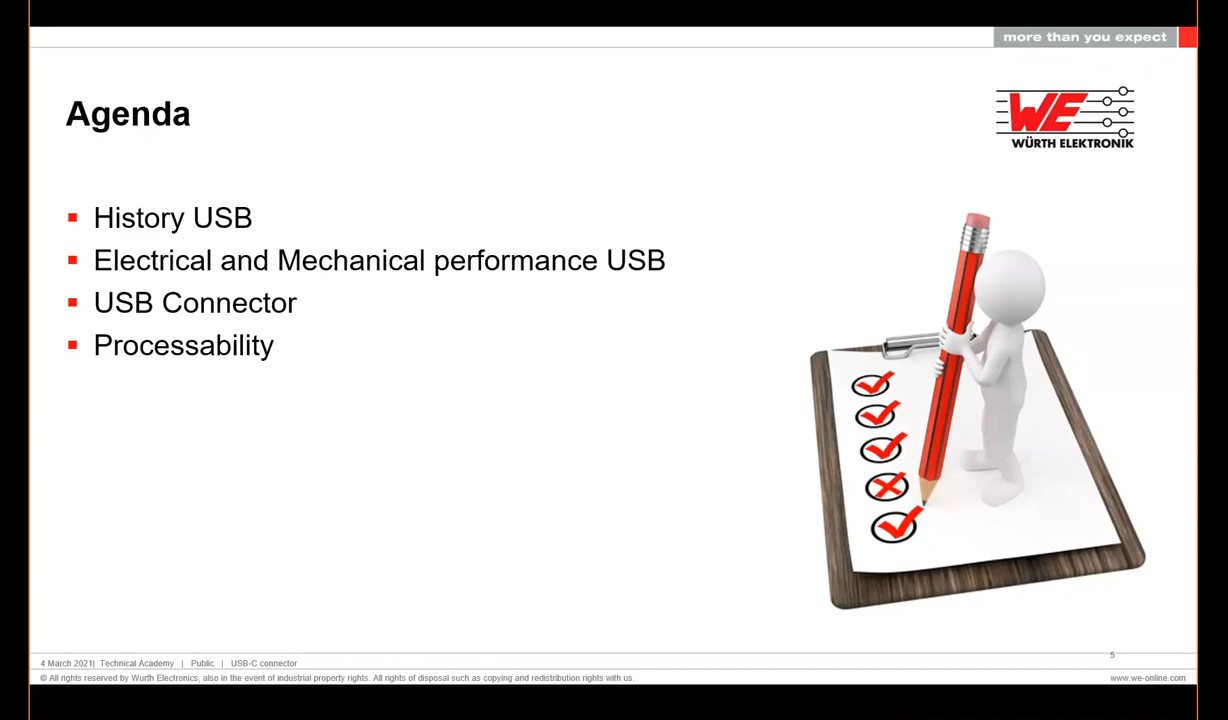 more than you expect
Agenda
WE
WÜRTH ELEKTRONIK
▪ History USB
▪ Electrical and Mechanical performance USB
▪ USB Connector
▪ Processability
5
4 March 2021| Technical Academy | Public | USB-C connector
© All rights reserved by Wurth Electronics, also in the event of industrial property rights. All rights of disposal such as copying and redistribution rights with us.
www.we-online.com